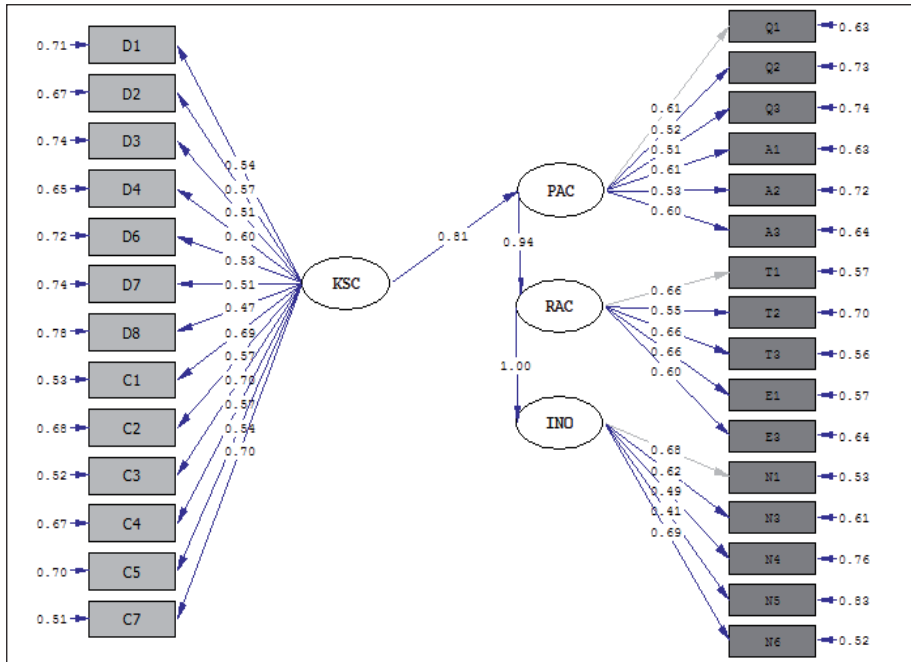 0.71 D1
0.67 D2
0.74 D3
0.65 D4
0.72 D6
0.74 D7
0.78 D8
0.53 C1
0.68 C2
0.52 C3
0.67 C4
0.70 C5
0.51 C7
0.54
0.57
0.51
0.60
0.53
0.51
0.47
0.69
0.57
0.70
0.57
0.54
0.70
KSC
0.81
PAC
0.94
RAC
1.00
INO
0.61
0.52
0.51
0.61
0.53
0.60
0.66
0.55
0.66
0.66
0.60
0.68
0.62
0.49
0.41
0.69
Q1 0.63
Q2 0.73
Q3 0.74
A1 0.63
A2 0.72
A3 0.64
T1 0.57
T2 0.70
T3 0.56
E1 0.57
E3 0.64
N1 0.53
N3 0.61
N4 0.76
N5 0.83
N6 0.52